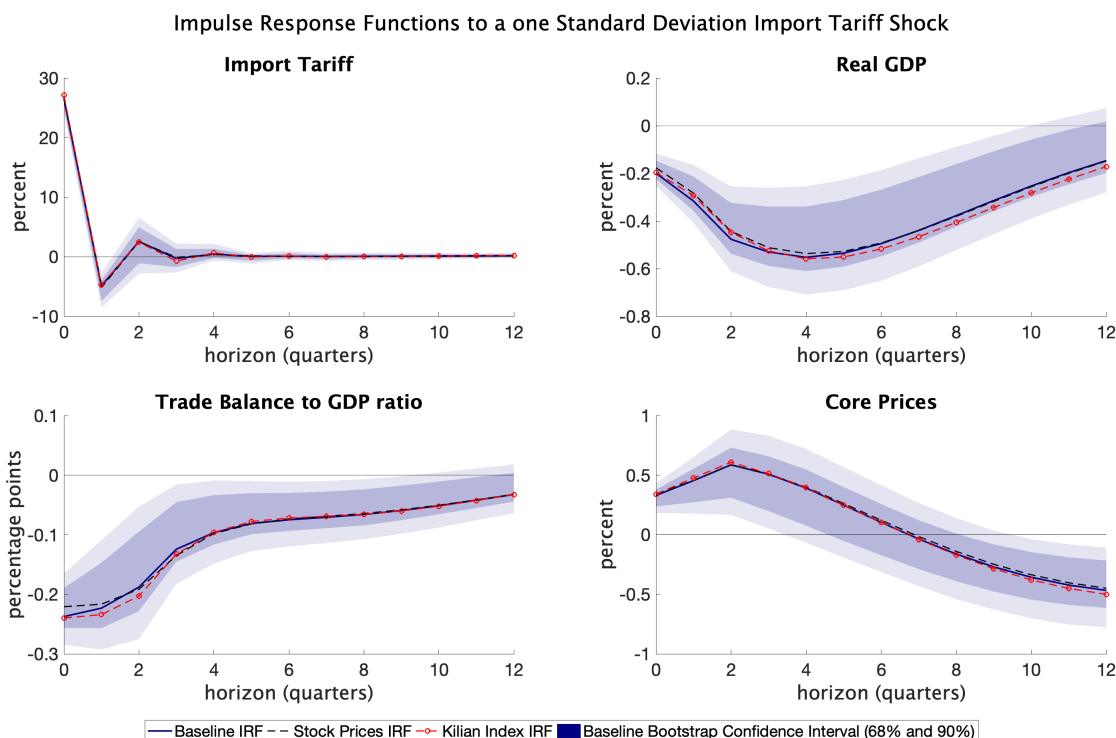 Impulse Response Functions to a one Standard Deviation Import Tariff Shock
Import Tariff
percent
30
20
10
0
-10
0 2 4 6 8 10 12
horizon (quarters)
Real GDP
percent
0.2
0
-0.2
-0.4
-0.6
-0.8
0 2 4 6 8 10 12
horizon (quarters)
Trade Balance to GDP ratio
percentage points
0.1
0
-0.1
-0.2
-0.3
0 2 4 6 8 10 12
horizon (quarters)
Core Prices
percent
1
0.5
0
-0.5
-1
0 2 4 6 8 10 12
horizon (quarters)
Baseline IRF Stock Prices IRF Kilian Index IRF Baseline Bootstrap Confidence Interval (68% and 90%)